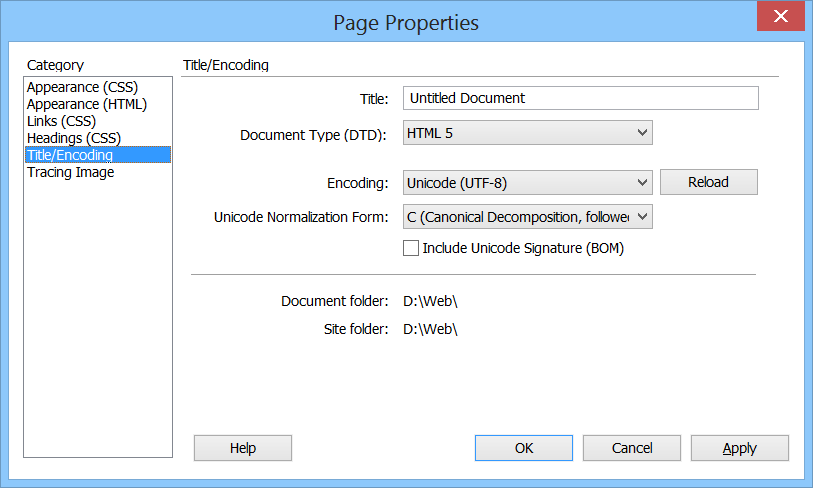 Page Properties
Category
Appearance (CSS)
Appearance (HTML)
Links (CSS)
Headings (CSS)
Title/Encoding
Tracing Image
Title/Encoding
Title: Untitled Document
Document Type (DTD): HTML 5
Encoding: Unicode (UTF-8) Reload
Unicode Normalization Form: C (Canonical Decomposition, followed
Include Unicode Signature (BOM)
Document folder: D:\Web\
Site folder: D:\Web\
Help OK Cancel Apply